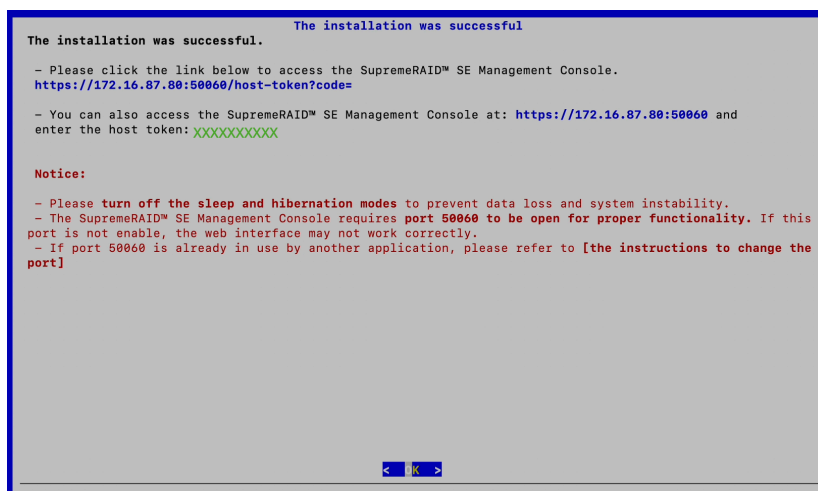 The installation was successful
The installation was successful.
– Please click the link below to access the SupremeRAID™ SE Management Console.
https://172.16.87.80:50060/host-token?code=
– You can also access the SupremeRAID™ SE Management Console at: https://172.16.87.80:50060 and
enter the host token: XXXXXXXXXX
Notice:
– Please turn off the sleep and hibernation modes to prevent data loss and system instability.
– The SupremeRAID™ SE Management Console requires port 50060 to be open for proper functionality. If this
port is not enable, the web interface may not work correctly.
– If port 50060 is already in use by another application, please refer to [the instructions to change the
port]
< OK >